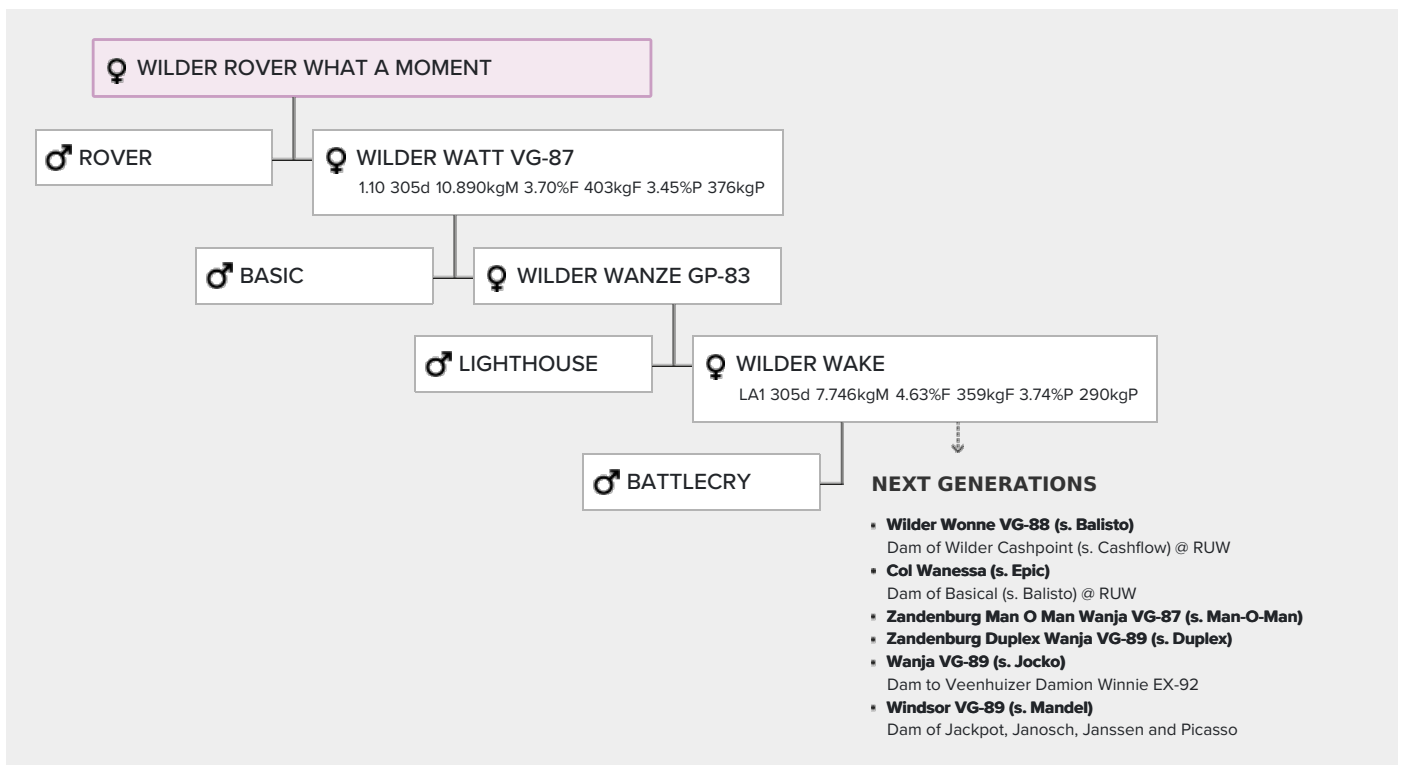 WILDER ROVER WHAT A MOMENT
ROVER
WILDER WATT VG-87
1.10 305d 10.890kgM 3.70%F 403kgF 3.45%P 376kgP
BASIC
WILDER WANZE GP-83
LIGHTHOUSE
WILDER WAKE
LA1 305d 7.746kgM 4.63%F 359kgF 3.74%P 290kgP
BATTLECRY
NEXT GENERATIONS
Wilder Wonne VG-88 (s. Balisto)
Dam of Wilder Cashpoint (s. Cashflow) @ RUW
Col Wanessa (s. Epic)
Dam of Basical (s. Balisto) @ RUW
Zandenburg Man O Man Wanja VG-87 (s. Man-O-Man)
Zandenburg Duplex Wanja VG-89 (s. Duplex)
Wanja VG-89 (s. Jocko)
Dam to Veenhuizer Damion Winnie EX-92
Windsor VG-89 (s. Mandel)
Dam of Jackpot, Janosch, Janssen and Picasso